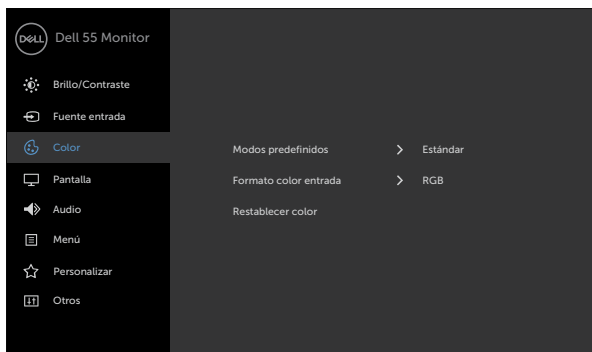 DELL Dell 55 Monitor
Brillo/Contraste
Fuente entrada
Color
Modos predefinidos > Estándar
Pantalla
Formato color entrada > RGB
Audio
Restablecer color
Menú
Personalizar
Otros